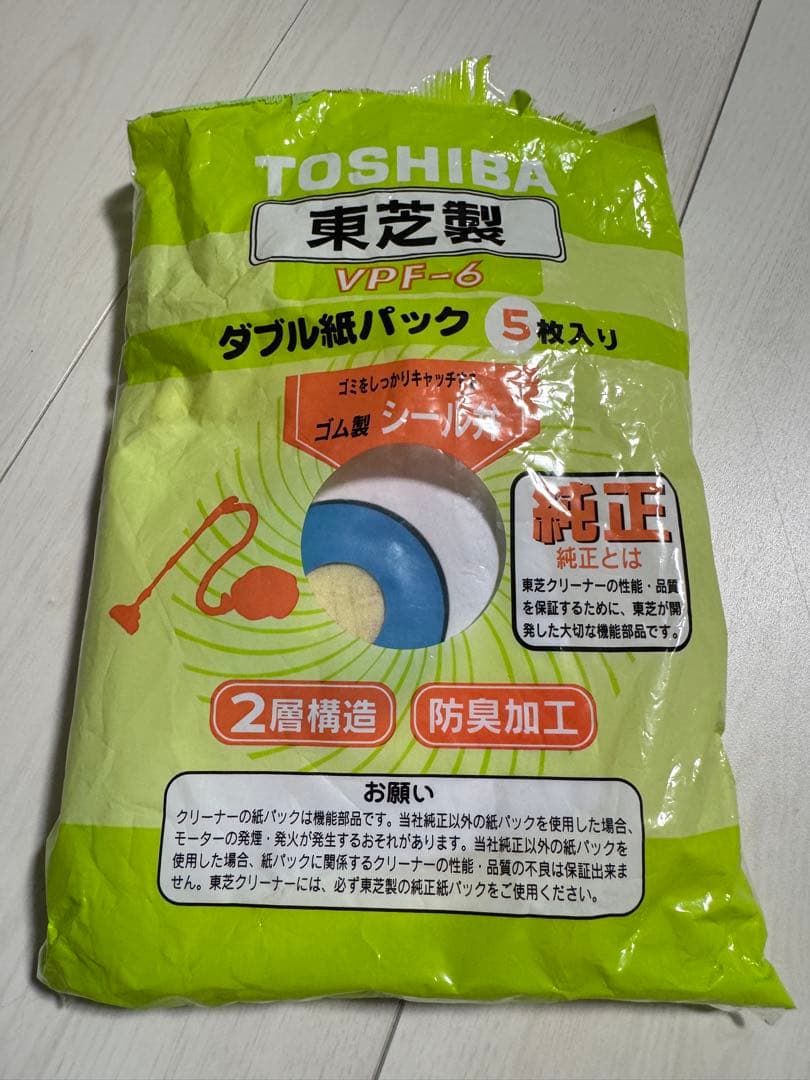 TOSHIBA
東芝製
VPF-6
ダブル紙パック 5枚入り
ゴミをしっかりキャッチする
ゴム製 シール弁
純正
純正とは
東芝クリーナーの性能・品質
を保証するために、東芝が開
発した大切な機能部品です。
2層構造 防臭加工
お願い
クリーナーの紙パックは機能部品です。当社純正以外の紙パックを使用した場合、
モーターの発煙・発火が発生するおそれがあります。当社純正以外の紙パックを
使用した場合、紙パックに関係するクリーナーの性能・品質の不良は保証出来ま
せん。東芝クリーナーには、必ず東芝製の純正紙パックをご使用ください。